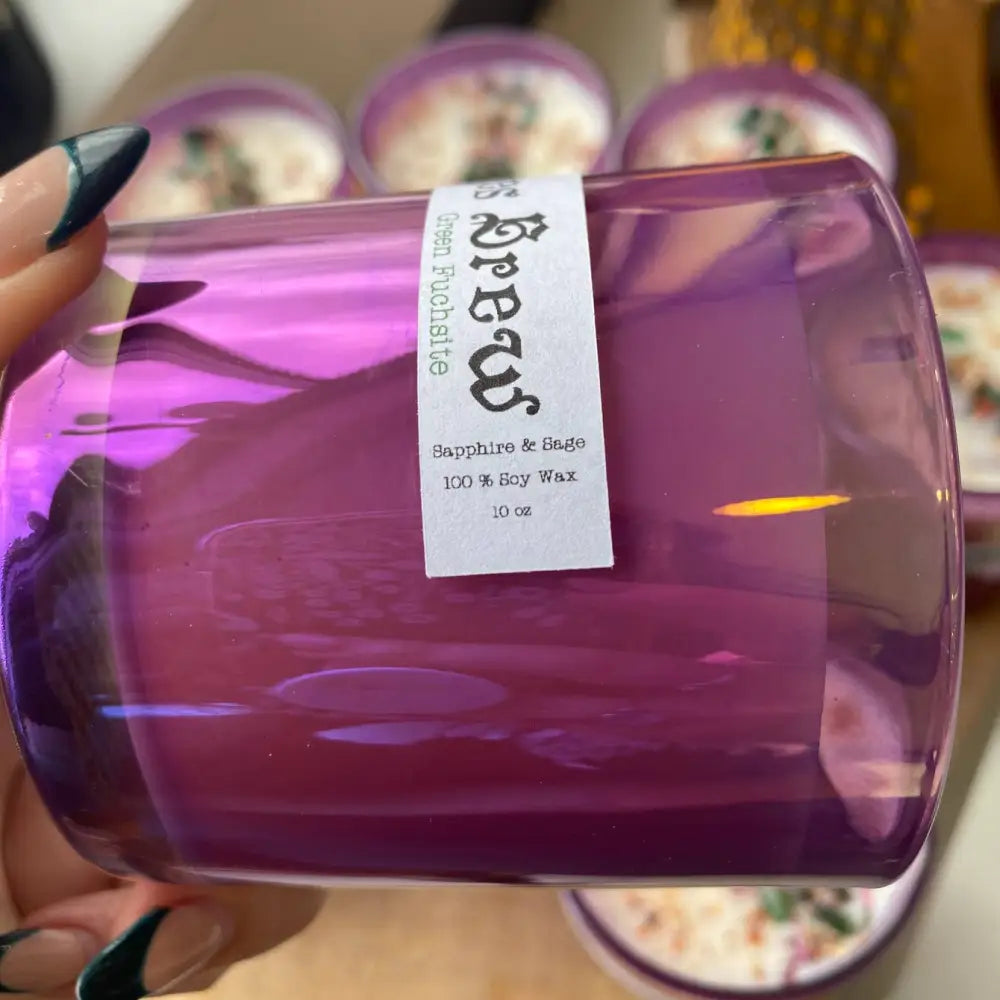 Brew
Green Fuchsite
Sapphire & Sage
100 % Soy Wax
10 oz